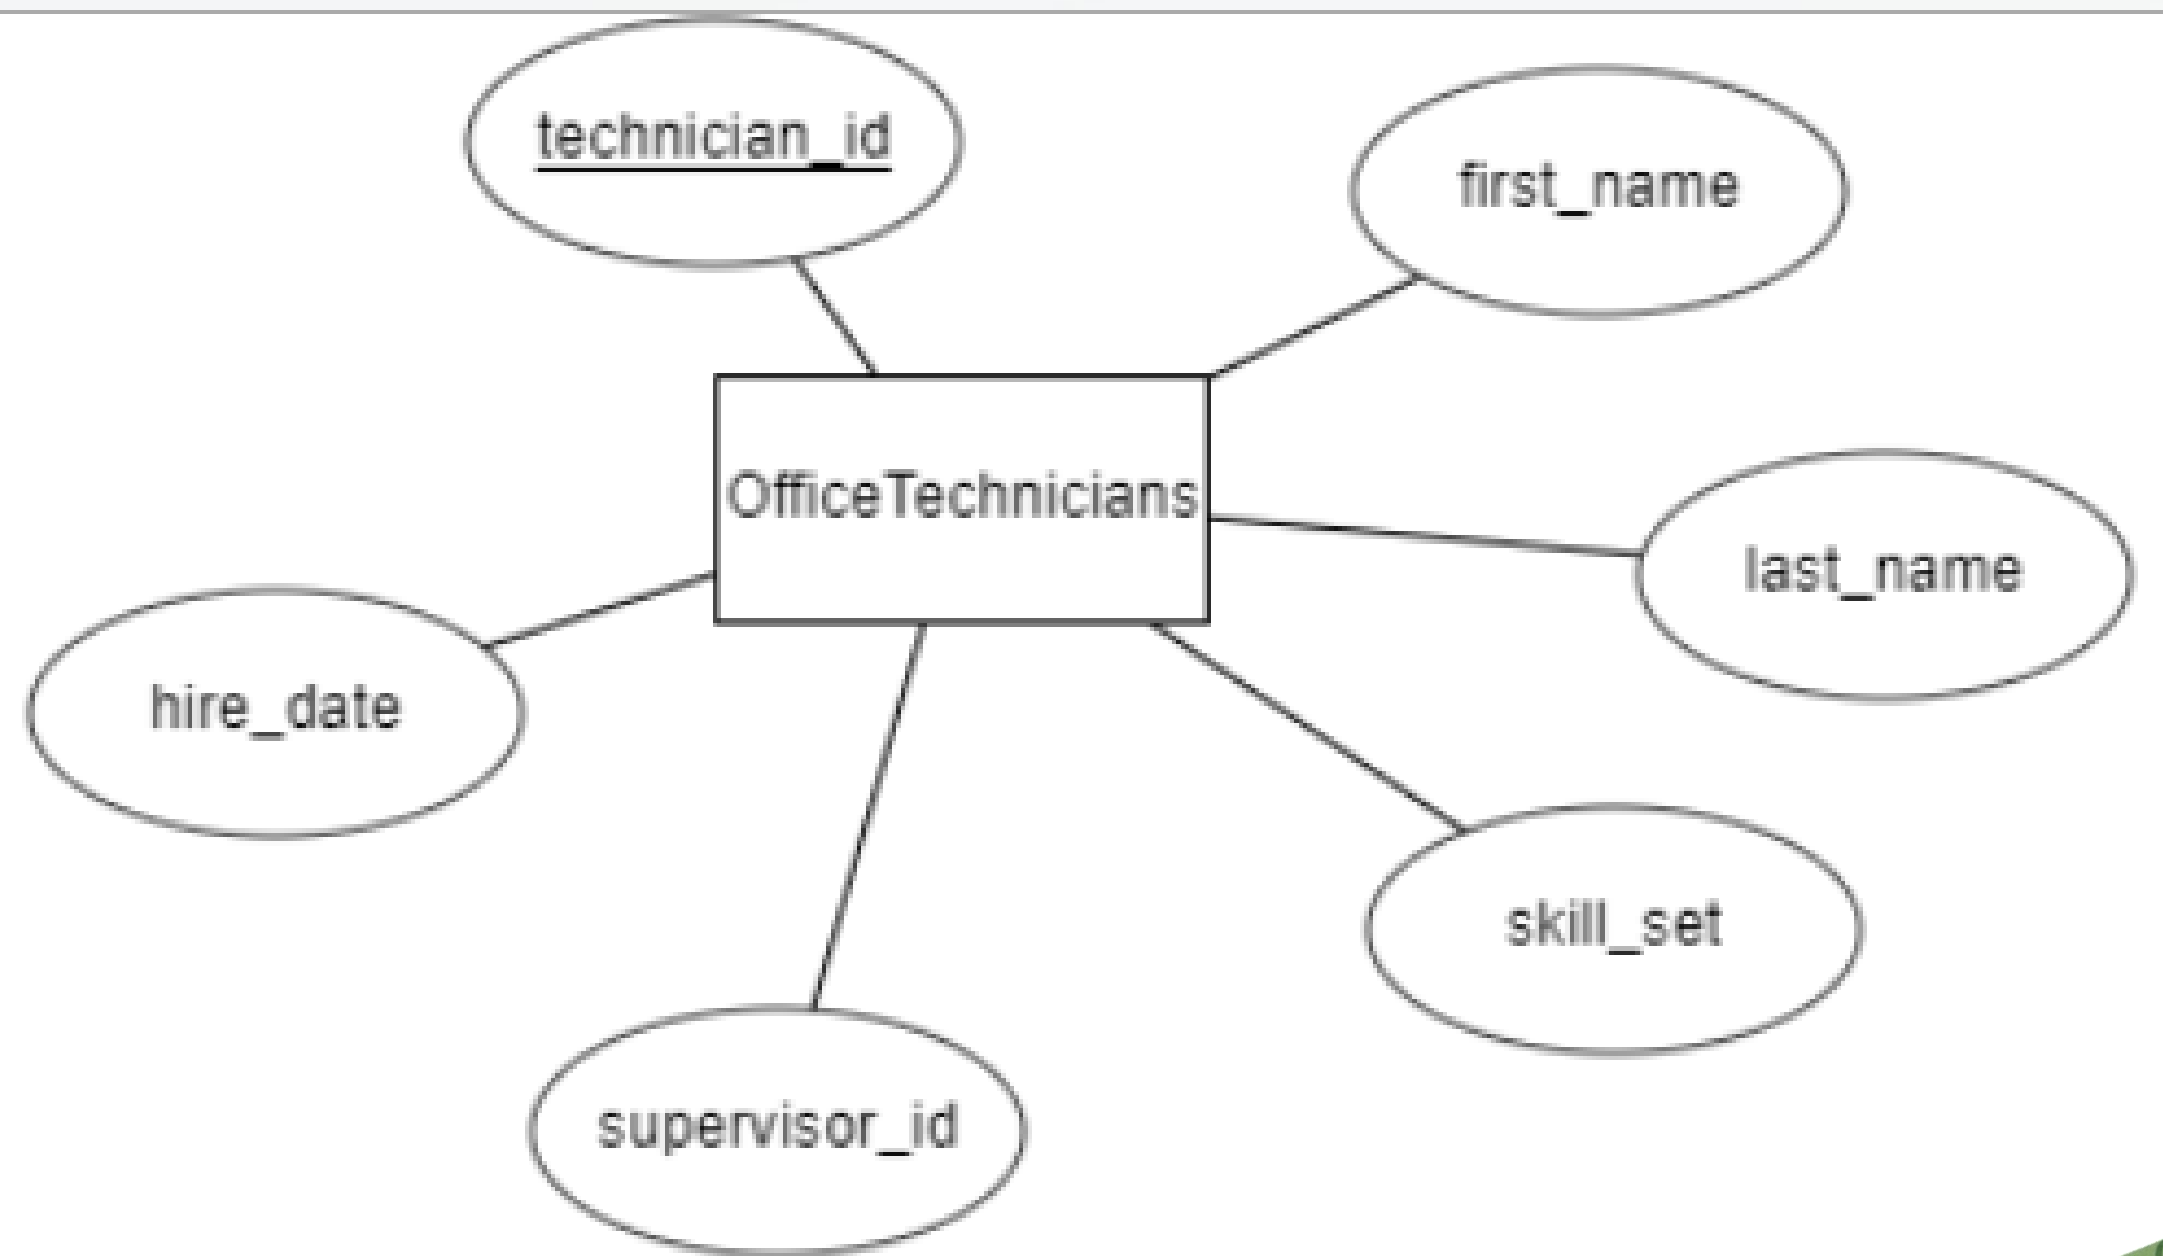 technician_id
first_name
OfficeTechnicians
last_name
hire_date
skill_set
supervisor_id